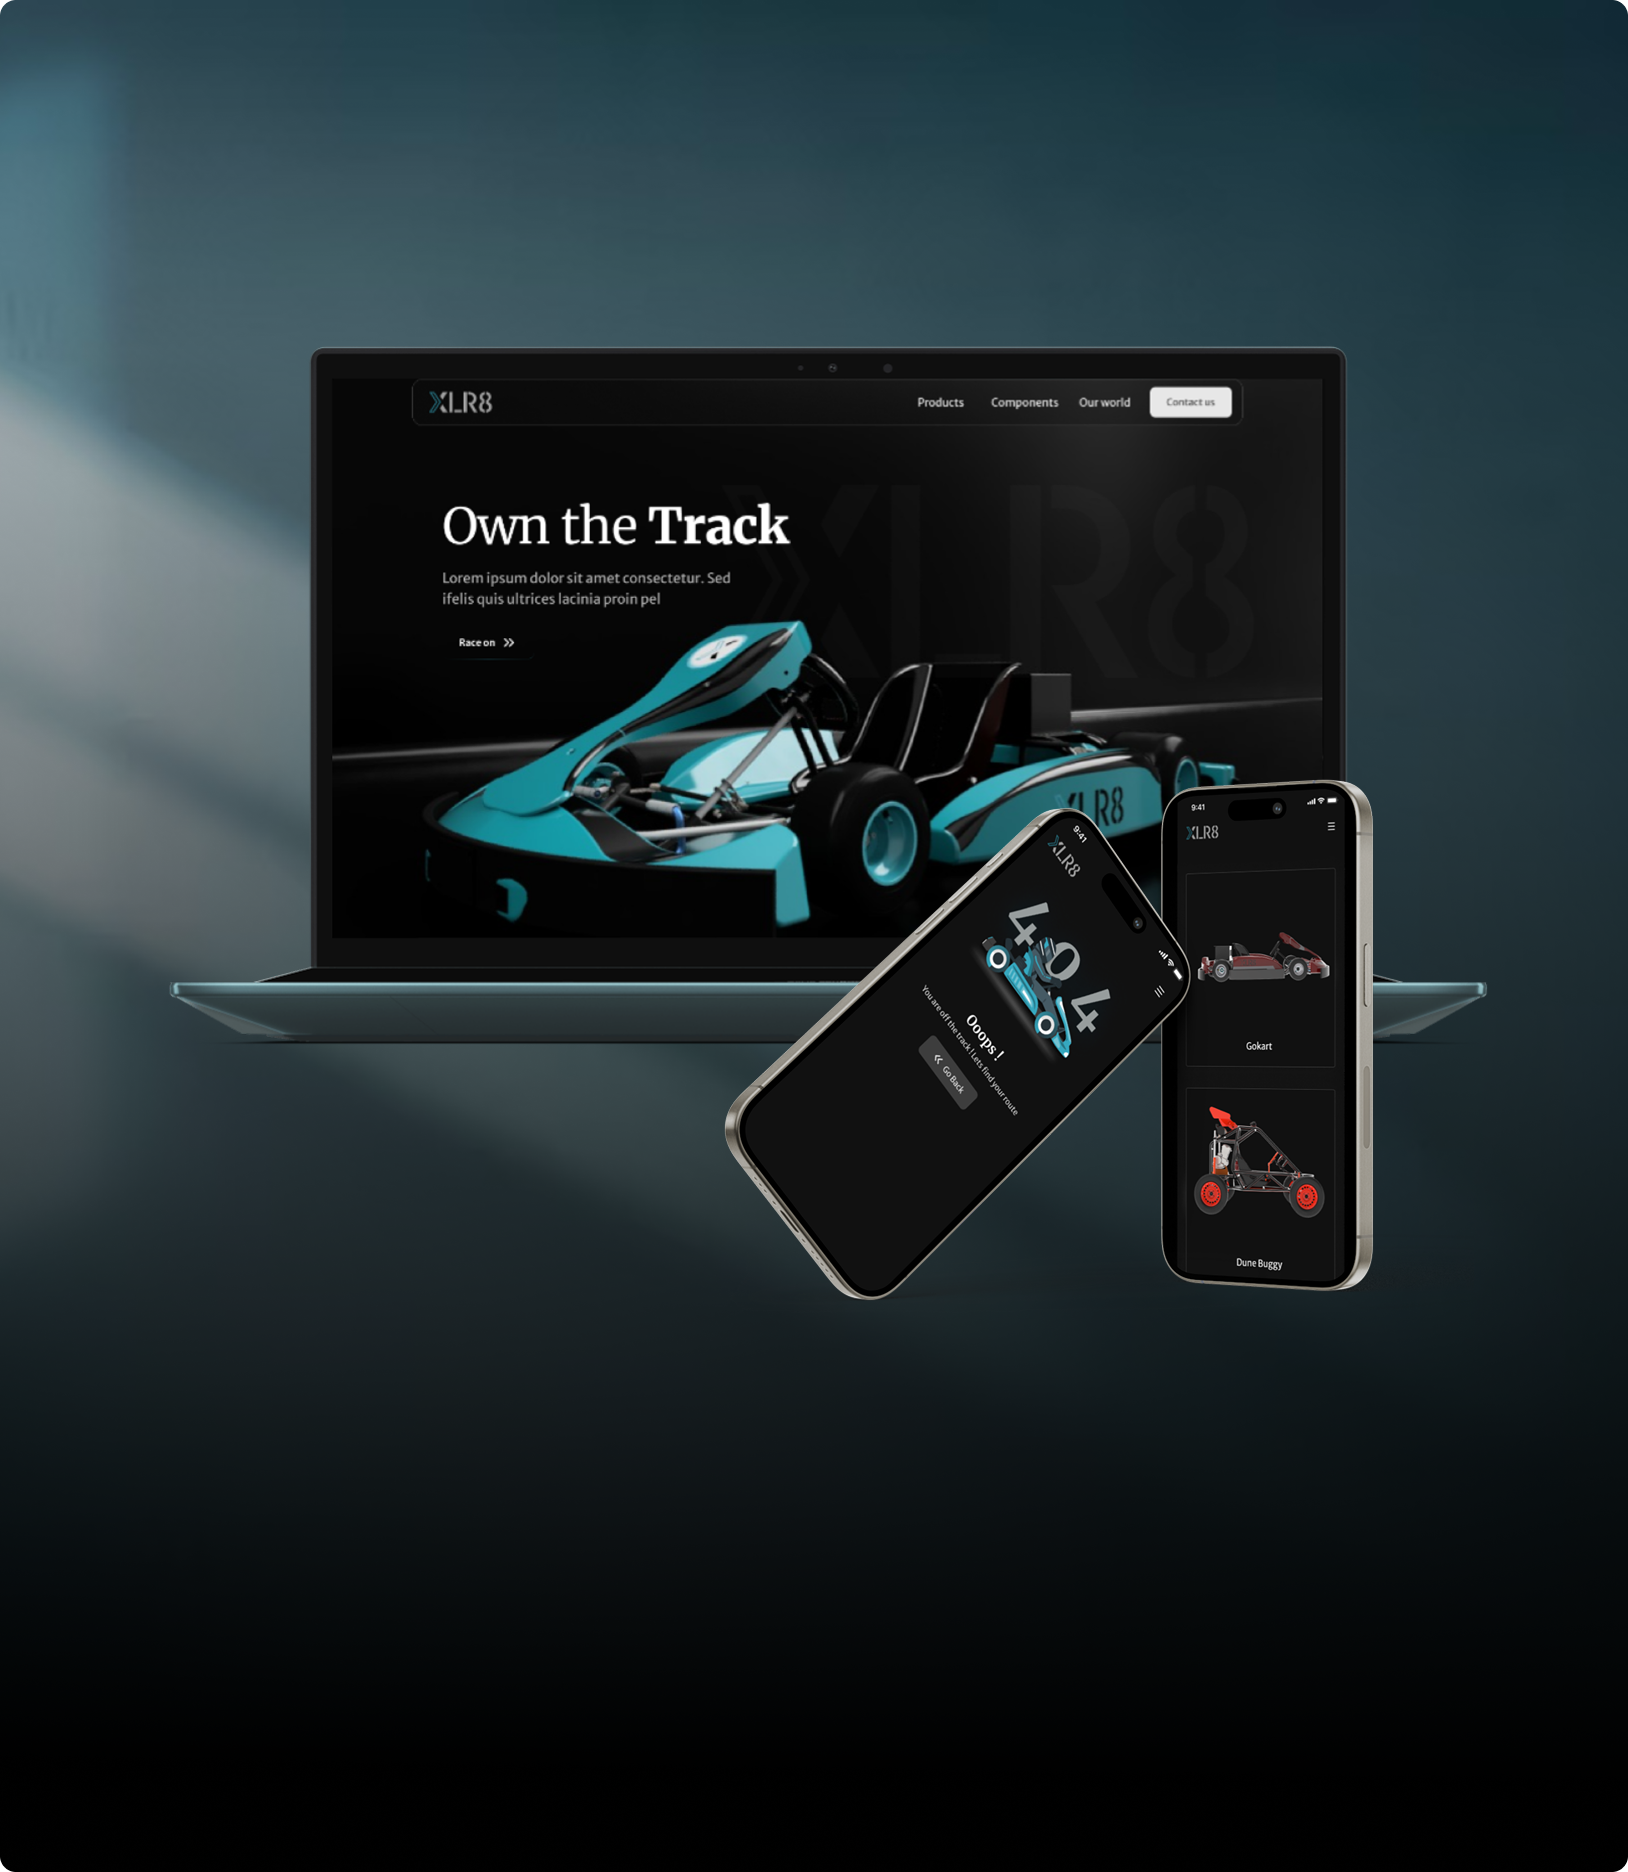 XLR8
Products
Components
Our world
Contact us
XLR8
Own the Track
Lorem ipsum dolor sit amet consectetur. Sed
ifelis quis ultrices lacinia proin pel
Race on
XLR8
9:41
XLR8
404
Ooops !
You are off the track ! Lets find your route
Go Back
9:41
XLR8
Gokart
Dune Buggy